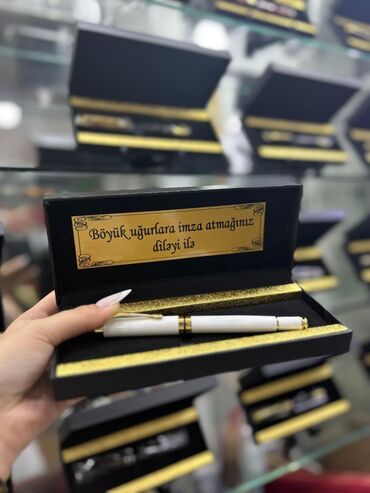 Böyük uğurlara imza atmağınız
diləyi ilə